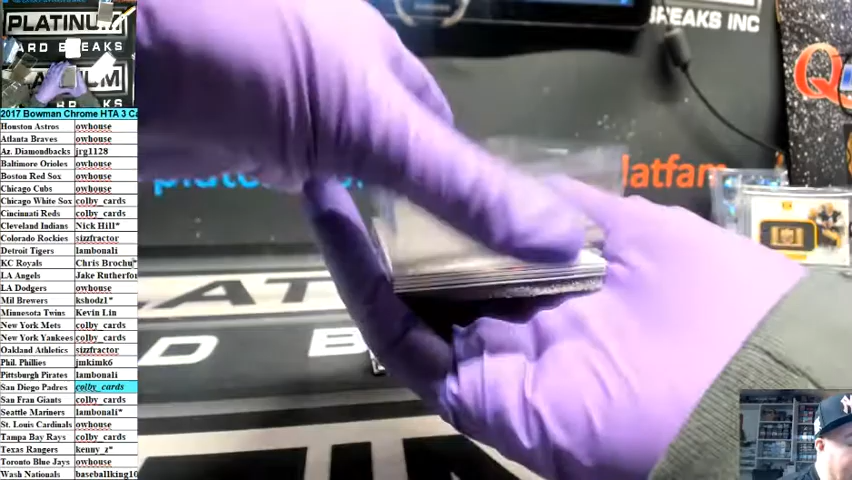 PLATINUM
ARD BREAKS
BREAKS INC
platfam
2017 Bowman Chrome HTA 3 Ca
Houston Astros owhouse
Atlanta Braves owhouse
Az. Diamondbacks jrg1128
Baltimore Orioles owhouse
Boston Red Sox owhouse
Chicago Cubs owhouse
Chicago White Sox colby_cards
Cincinnati Reds colby_cards
Cleveland Indians Nick Hill*
Colorado Rockies sizzfractor
Detroit Tigers lambonali
KC Royals Chris Brochu*
LA Angels Jake Rutherfor
LA Dodgers owhouse
Mil Brewers kshodz1*
Minnesota Twins Kevin Lin
New York Mets colby_cards
New York Yankees colby_cards
Oakland Athletics sizzfractor
Phil. Phillies jmkimk6
Pittsburgh Pirates lambonali
San Diego Padres colby_cards
San Fran Giants colby_cards
Seattle Mariners lambonali*
St. Louis Cardinals owhouse
Tampa Bay Rays colby_cards
Texas Rangers kenny_z*
Toronto Blue Jays owhouse
Wash Nationals baseballking10